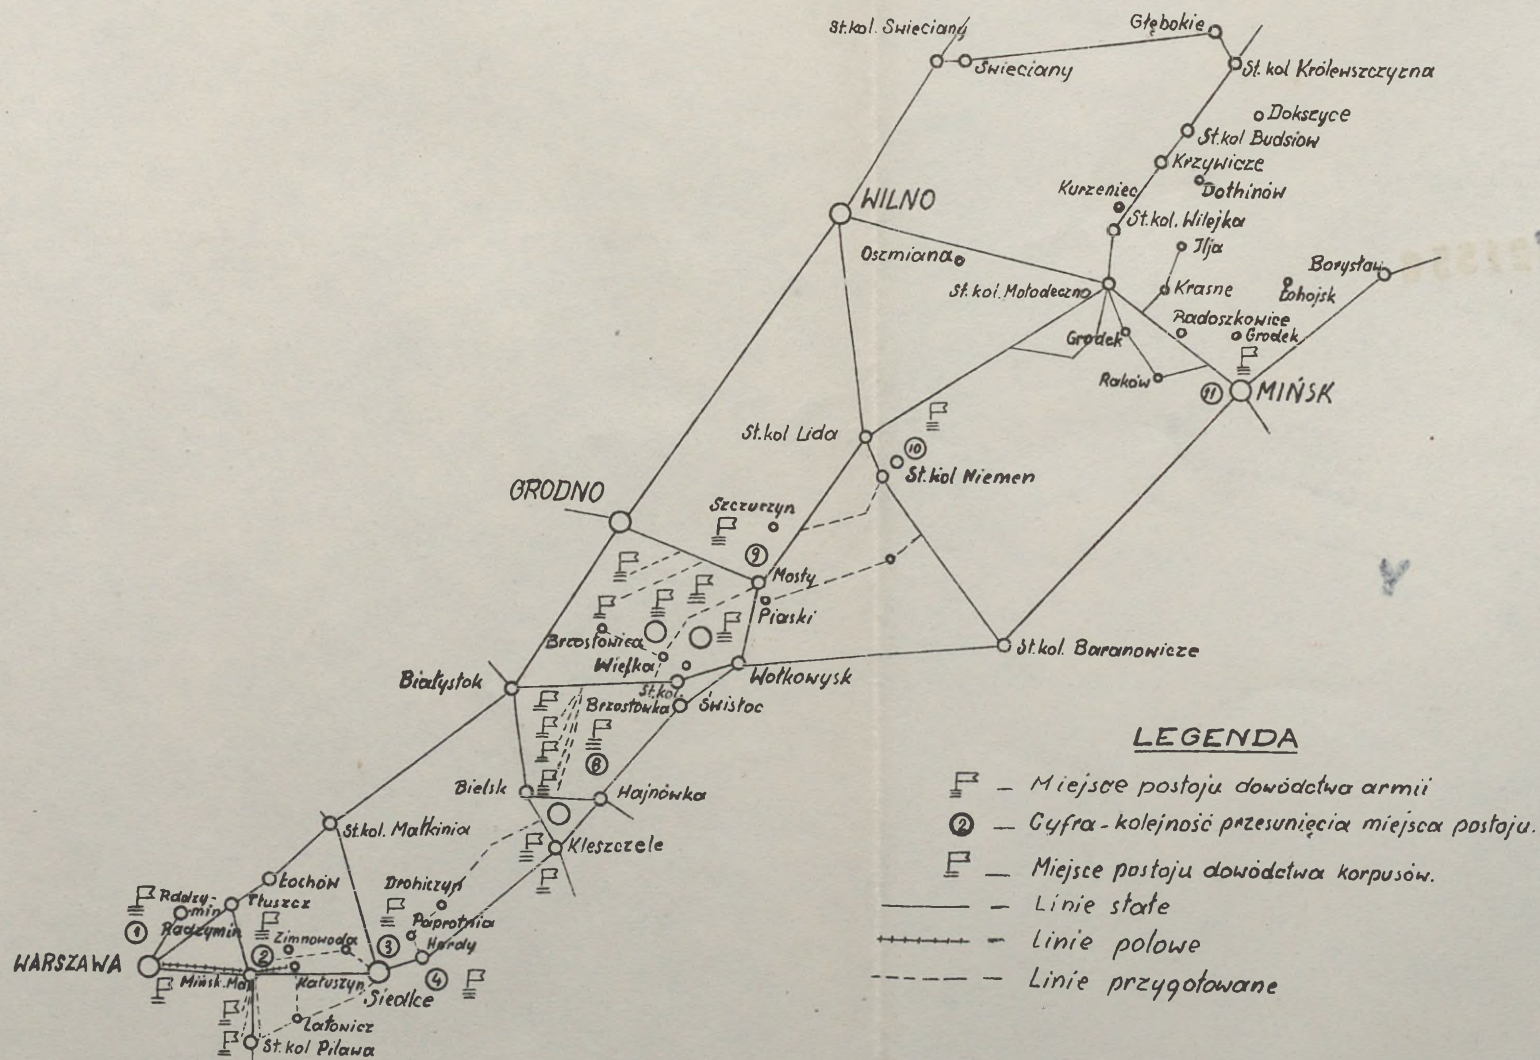 St.kol. Swieciany
Głębokie
Swieciany
St.kol Królewszczyzna
Dokszyce
St.kol Budsłow
Krzywicze
Dołhinów
Kurzeniec
WILNO
St.kol. Wilejka
Oszmiana
Ilja
Borysław
St.kol. Mołodeczno
Krasne
Łohojsk
Radoszkowice
Grodek
Grodek
Raków
11
MIŃSK
St.kol Lida
10
St.kol Niemen
GRODNO
Szczuczyn
9
Mosty
Piaski
Brzostowica
Wielka
St.kol. Baranowicze
Białystok
Wołkowysk
St.kol.
Brzostowka
Świsłoc
8
Bielsk
Hajnówka
St.kol. Małkinia
Kleszczele
Łochów
Drohiczyn
Radzy-
min
Tłuszcz
Radzymin
Paprotnia
1
Zimnowoda
3
Hordy
2
4
WARSZAWA
Mińsk. Maz
Kałuszyn
Siedlce
Latowicz
St.kol Pilawa
LEGENDA
– Miejsce postoju dowództwa armii
2 – Cyfra - kolejność przesunięcia miejsca postoju.
– Miejsce postoju dowództwa korpusów.
– Linie stałe
– Linie polowe
– Linie przygotowane